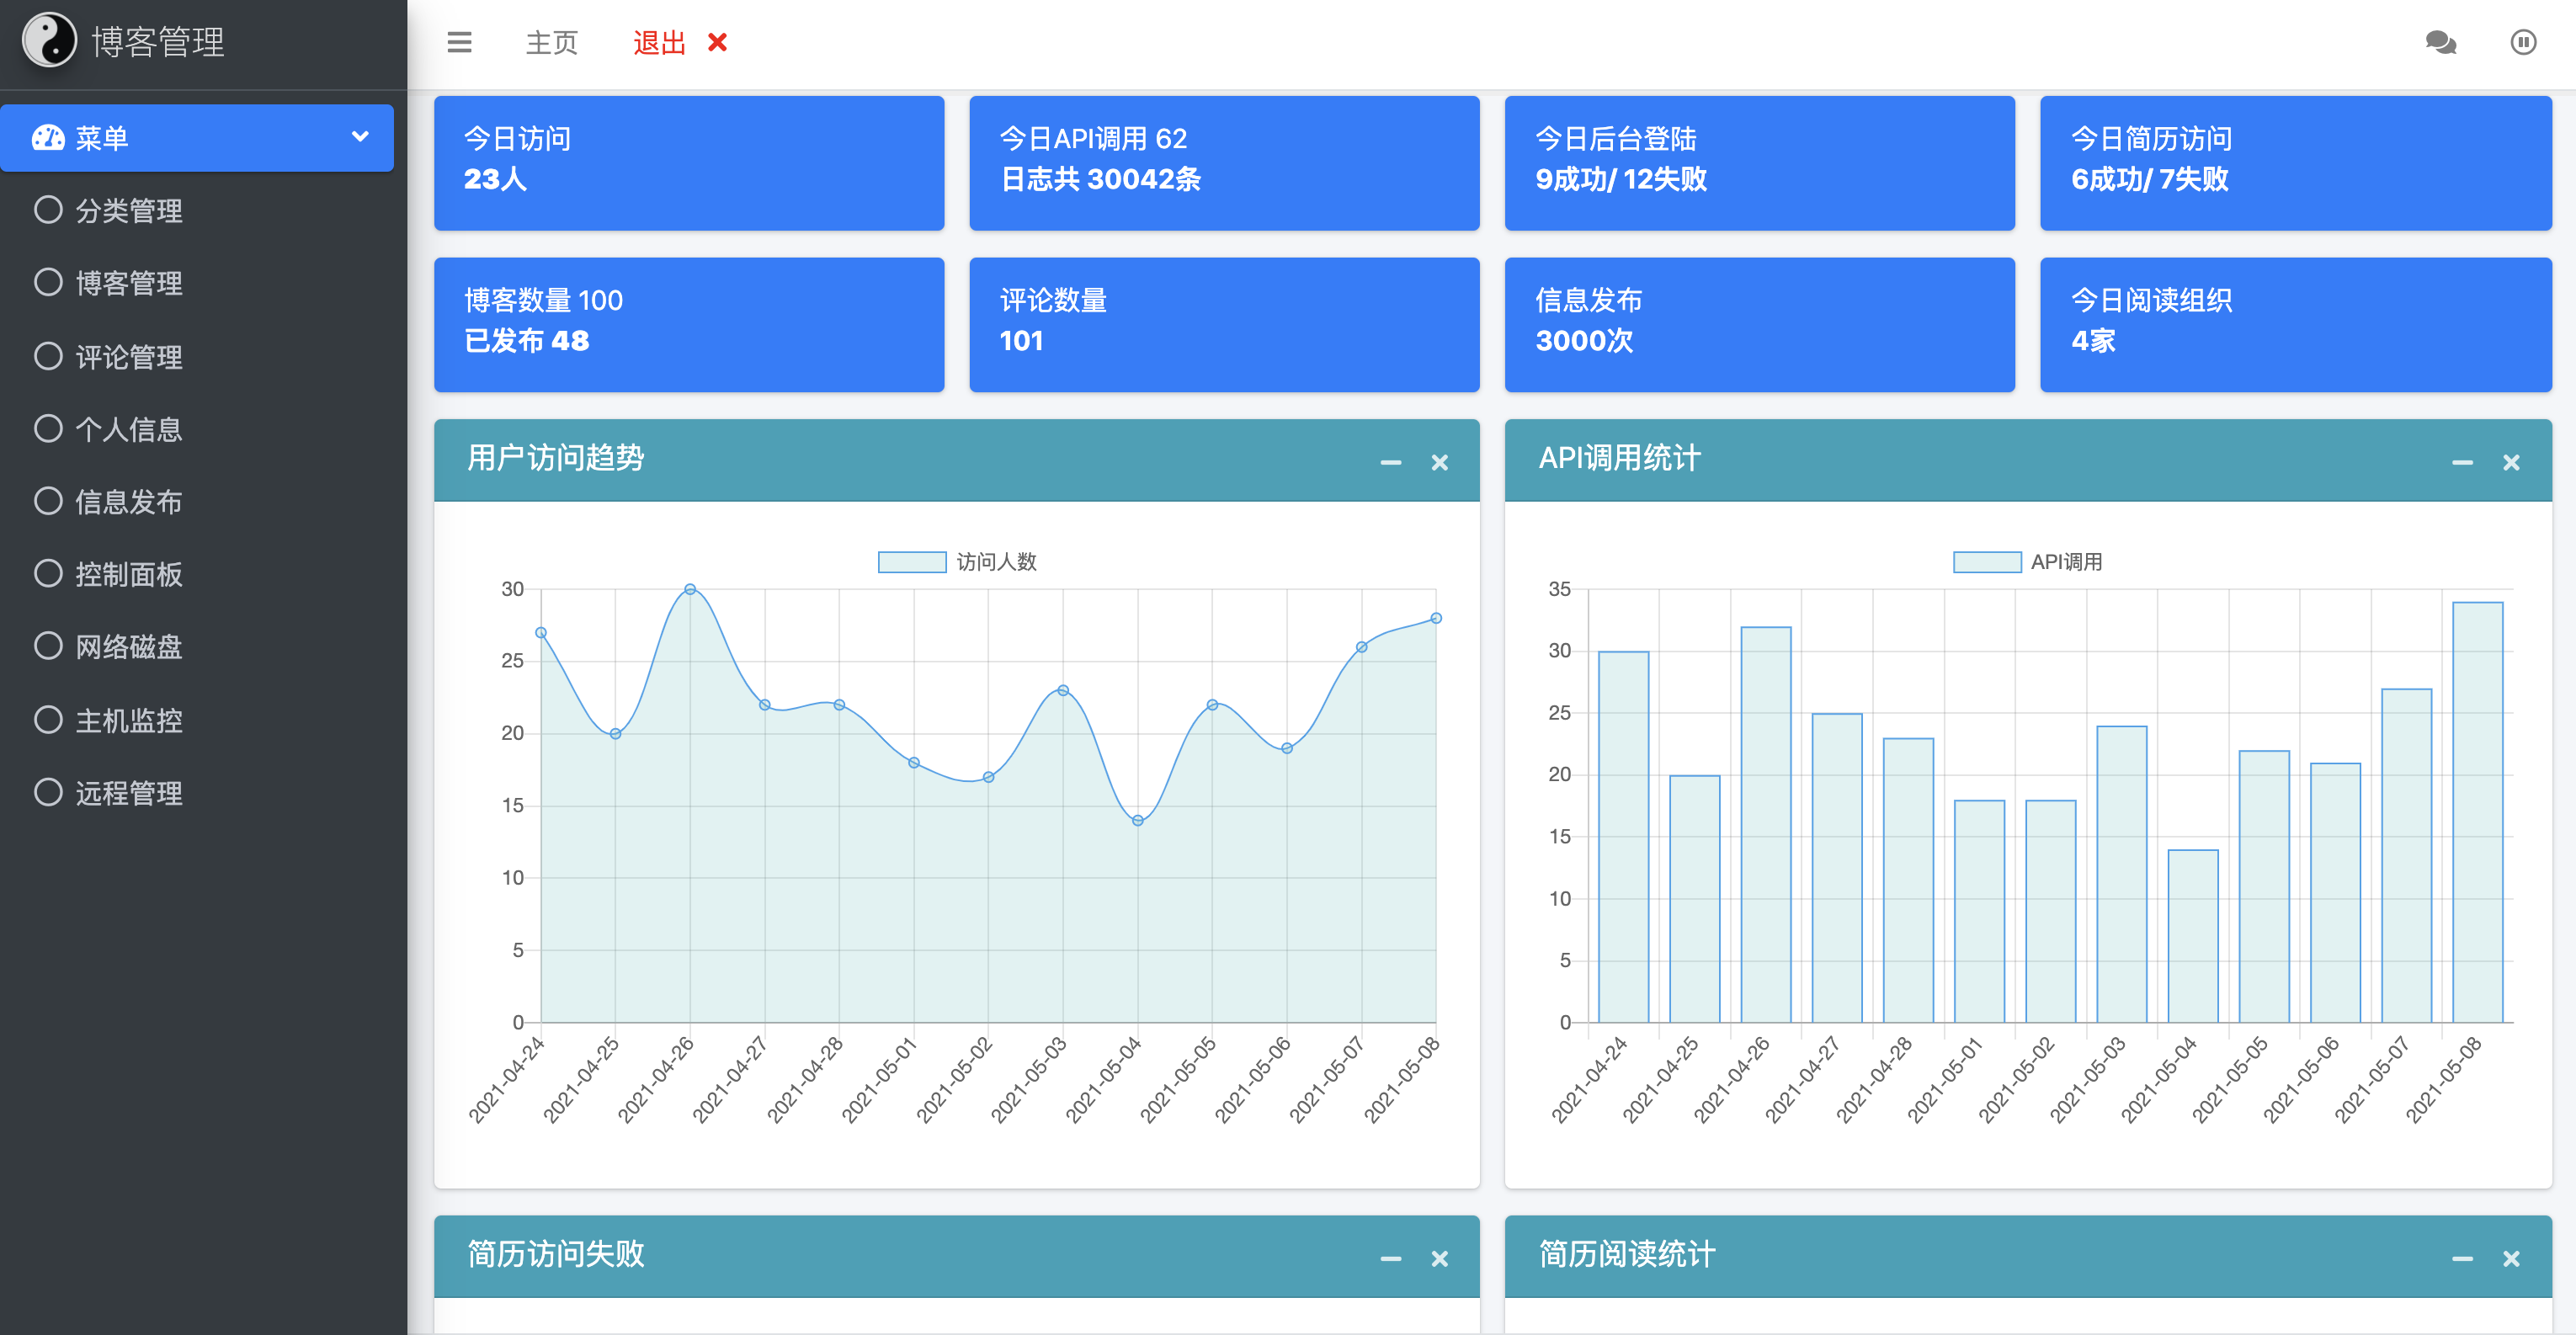 博客管理
主页
退出
菜单
分类管理
博客管理
评论管理
个人信息
信息发布
控制面板
网络磁盘
主机监控
远程管理
今日访问
23人
今日API调用 62
日志共 30042条
今日后台登陆
9成功/ 12失败
今日简历访问
6成功/ 7失败
博客数量 100
已发布 48
评论数量
101
信息发布
3000次
今日阅读组织
4家
用户访问趋势
访问人数
30
25
20
15
10
5
0
2021-04-24
2021-04-25
2021-04-26
2021-04-27
2021-04-28
2021-05-01
2021-05-02
2021-05-03
2021-05-04
2021-05-05
2021-05-06
2021-05-07
2021-05-08
API调用统计
API调用
35
30
25
20
15
10
5
0
2021-04-24
2021-04-25
2021-04-26
2021-04-27
2021-04-28
2021-05-01
2021-05-02
2021-05-03
2021-05-04
2021-05-05
2021-05-06
2021-05-07
2021-05-08
简历访问失败
简历阅读统计